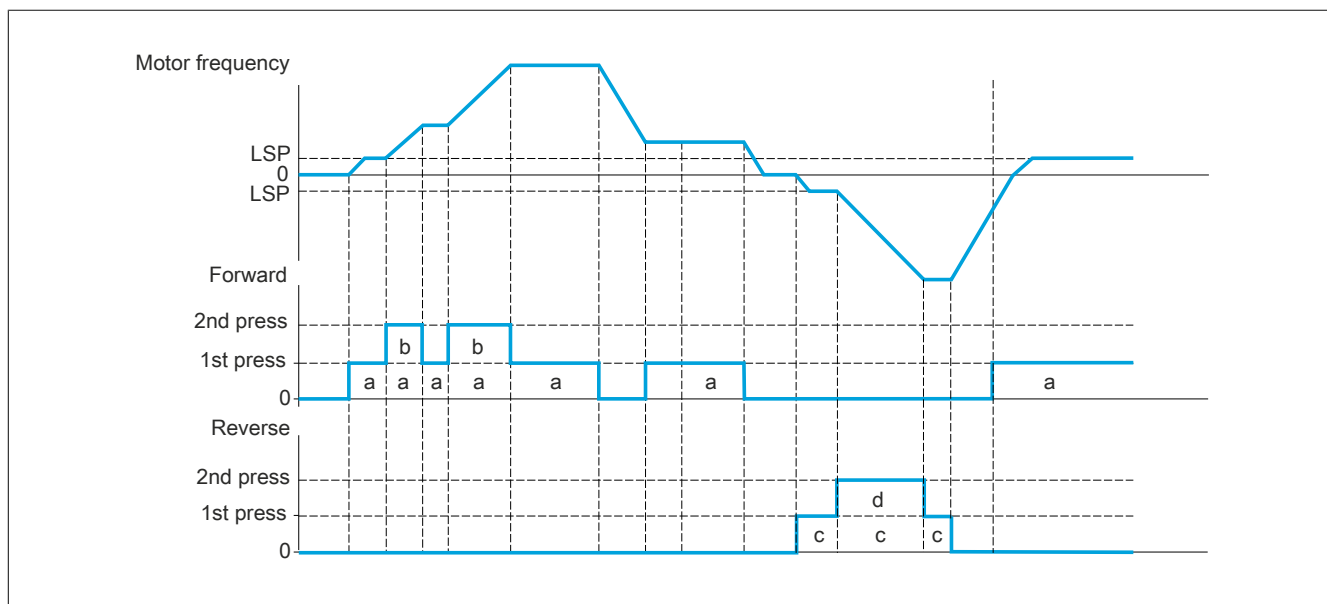 Motor frequency
LSP
0
LSP
Forward
2nd press
b b
1st press
a a a a a a a
0
Reverse
2nd press
d
1st press
c c c
0